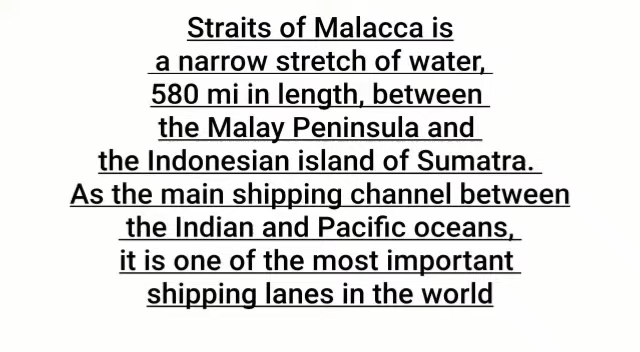 Straits of Malacca is
a narrow stretch of water,
580 mi in length, between
the Malay Peninsula and
the Indonesian island of Sumatra.
As the main shipping channel between
the Indian and Pacific oceans,
it is one of the most important
shipping lanes in the world